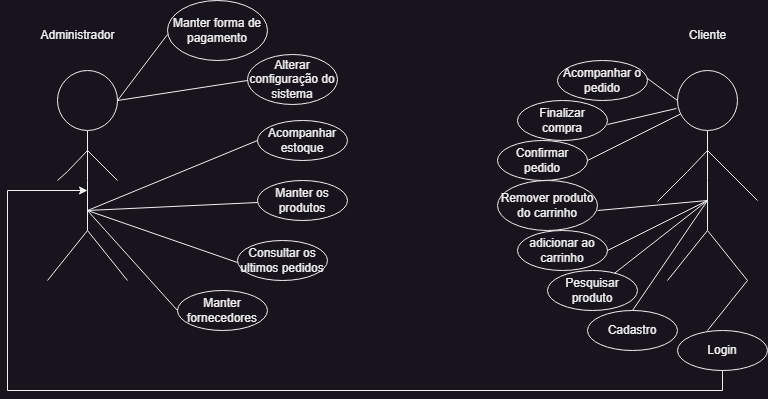 Administrador
Manter forma de
pagamento
Alterar
configuração do
sistema
Acompanhar
estoque
Manter os
produtos
Consultar os
ultimos pedidos
Manter
fornecedores
Cliente
Acompanhar o
pedido
Finalizar
compra
Confirmar
pedido
Remover produto
do carrinho
adicionar ao
carrinho
Pesquisar
produto
Cadastro
Login